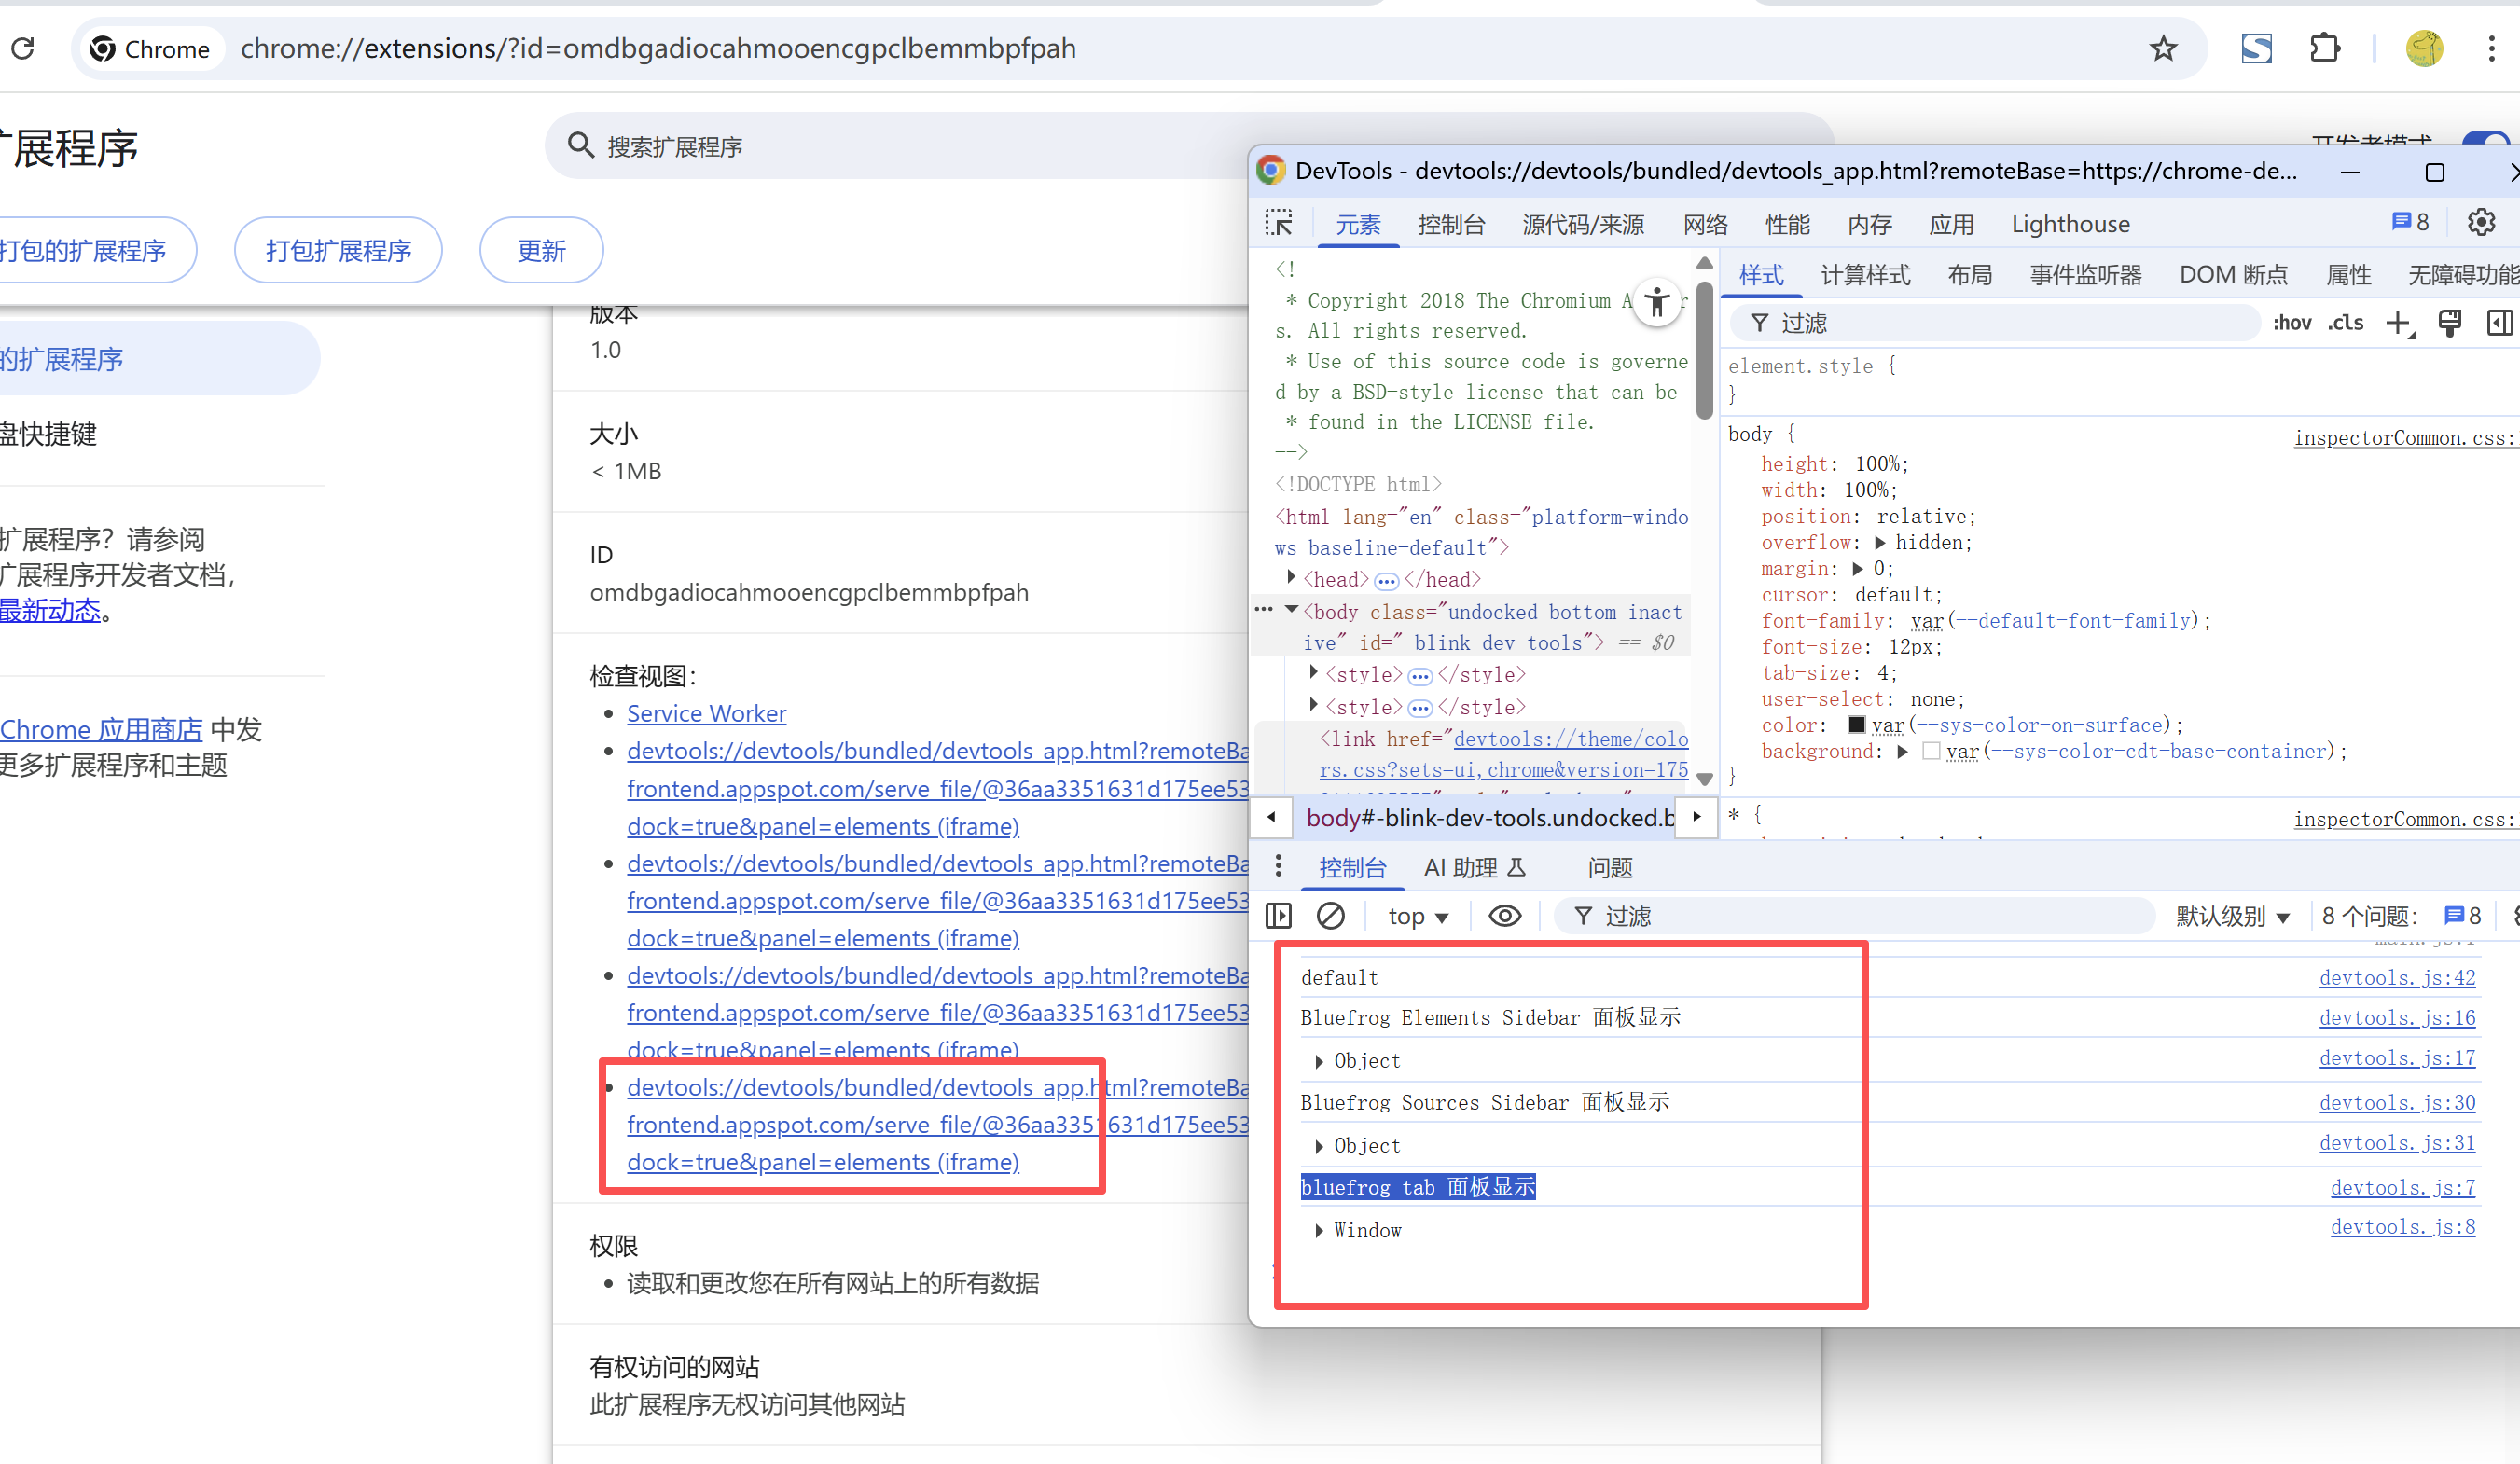 Chrome
chrome://extensions/?id=omdbgadiocahmooencgpclbemmbpfpah
扩展程序
搜索扩展程序
打包的扩展程序
打包扩展程序
更新
的扩展程序
盘快捷键
扩展程序？请参阅
扩展程序开发者文档，
最新动态。
Chrome 应用商店 中发
更多扩展程序和主题
版本
1.0
大小
< 1MB
ID
omdbgadiocahmooencgpclbemmbpfpah
检查视图：
Service Worker
devtools://devtools/bundled/devtools_app.html?remoteBa
frontend.appspot.com/serve_file/@36aa3351631d175ee53
dock=true&panel=elements (iframe)
devtools://devtools/bundled/devtools_app.html?remoteBa
frontend.appspot.com/serve_file/@36aa3351631d175ee53
dock=true&panel=elements (iframe)
devtools://devtools/bundled/devtools_app.html?remoteBa
frontend.appspot.com/serve_file/@36aa3351631d175ee53
dock=true&panel=elements (iframe)
devtools://devtools/bundled/devtools_app.html?remoteBa
frontend.appspot.com/serve_file/@36aa3351631d175ee53
dock=true&panel=elements (iframe)
权限
读取和更改您在所有网站上的所有数据
有权访问的网站
此扩展程序无权访问其他网站
开发者模式
DevTools - devtools://devtools/bundled/devtools_app.html?remoteBase=https://chrome-de...
元素 控制台 源代码/来源 网络 性能 内存 应用 Lighthouse 8
<!--
* Copyright 2018 The Chromium A r
s. All rights reserved.
* Use of this source code is governe
d by a BSD-style license that can be
* found in the LICENSE file.
-->
<!DOCTYPE html>
<html lang="en" class="platform-windo
ws baseline-default">
<head>…</head>
<body class="undocked bottom inact
ive" id="-blink-dev-tools"> == $0
<style>…</style>
<style>…</style>
<link href="devtools://theme/colo
rs.css?sets=ui,chrome&version=175
body#-blink-dev-tools.undocked.b
样式 计算样式 布局 事件监听器 DOM 断点 属性 无障碍功能
过滤 :hov .cls
element.style {
}
body { inspectorCommon.css:
height: 100%;
width: 100%;
position: relative;
overflow: hidden;
margin: 0;
cursor: default;
font-family: var(--default-font-family);
font-size: 12px;
tab-size: 4;
user-select: none;
color: var(--sys-color-on-surface);
background: var(--sys-color-cdt-base-container);
}
* { inspectorCommon.css:
控制台 AI 助理 问题
top 过滤 默认级别 8 个问题： 8
default devtools.js:42
Bluefrog Elements Sidebar 面板显示 devtools.js:16
Object devtools.js:17
Bluefrog Sources Sidebar 面板显示 devtools.js:30
Object devtools.js:31
bluefrog tab 面板显示 devtools.js:7
Window devtools.js:8